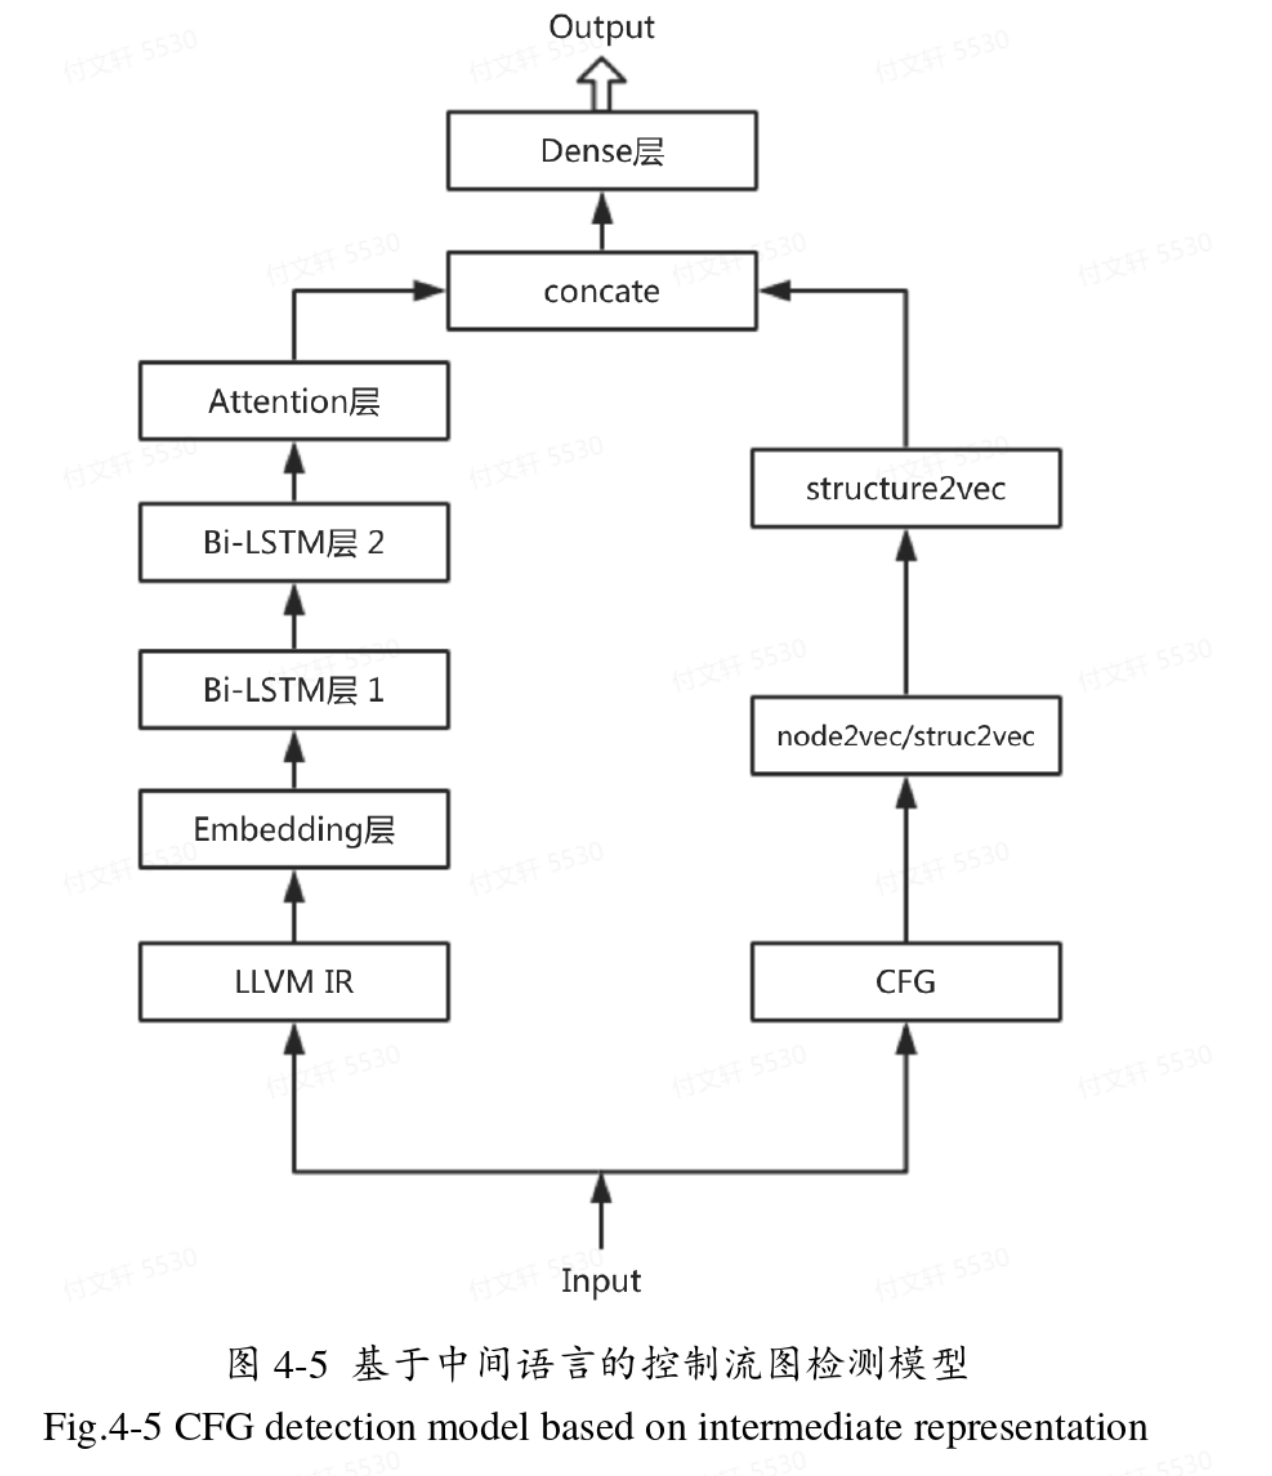 Output
Dense层
concate
Attention层
structure2vec
Bi-LSTM层 2
Bi-LSTM层 1
node2vec/struc2vec
Embedding层
LLVM IR
CFG
Input
图 4-5 基于中间语言的控制流图检测模型
Fig.4-5 CFG detection model based on intermediate representation
付文轩 5530